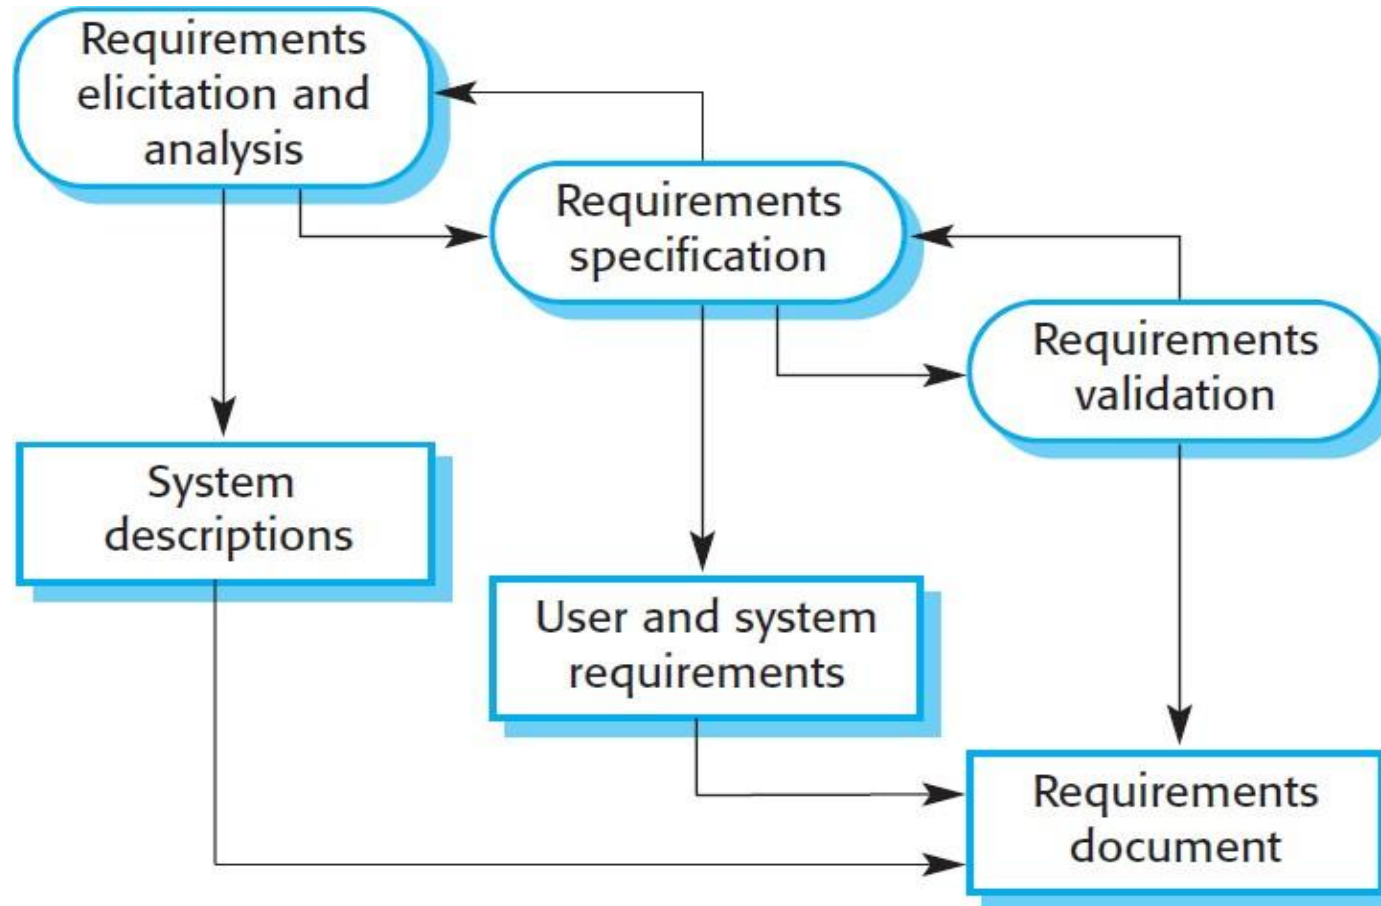 Requirements
elicitation and
analysis
Requirements
specification
Requirements
validation
System
descriptions
User and system
requirements
Requirements
document